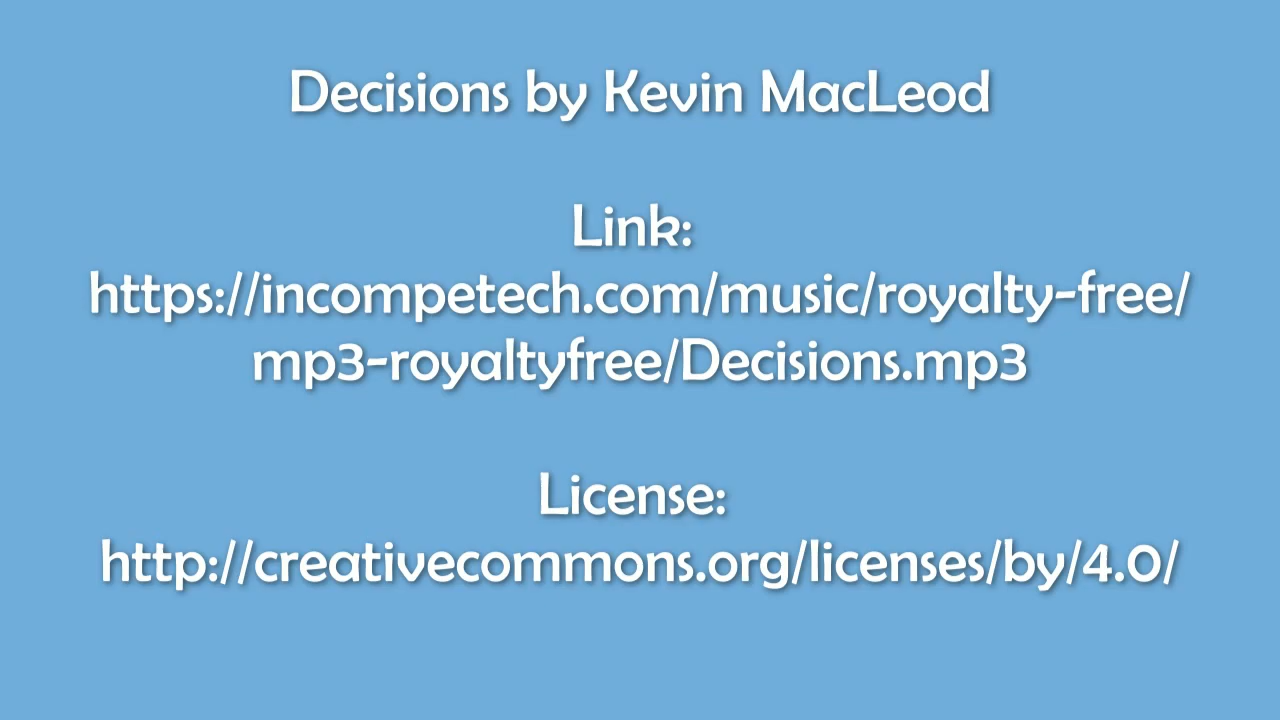 Decisions by Kevin MacLeod
Link:
https://incompetech.com/music/royalty-free/
mp3-royaltyfree/Decisions.mp3
License:
http://creativecommons.org/licenses/by/4.0/